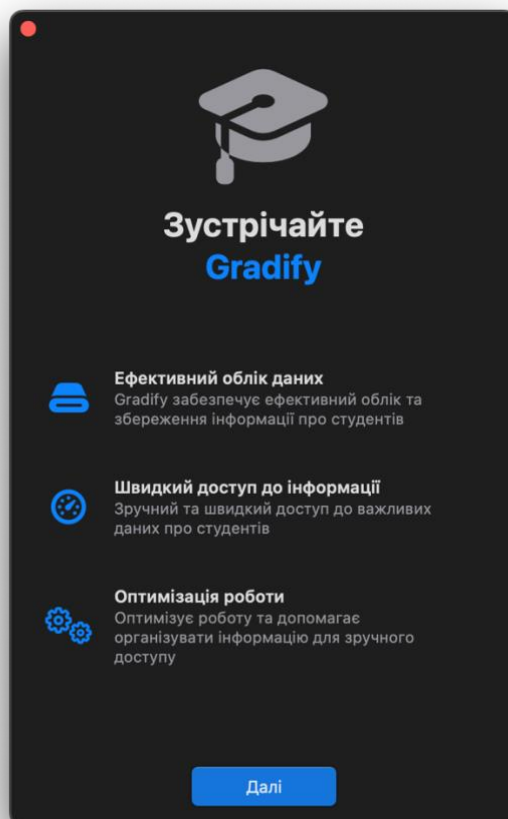 Зустрічайте
Gradify
Ефективний облік даних
Gradify забезпечує ефективний облік та
збереження інформації про студентів
Швидкий доступ до інформації
Зручний та швидкий доступ до важливих
даних про студентів
Оптимізація роботи
Оптимізує роботу та допомагає
організувати інформацію для зручного
доступу
Далі